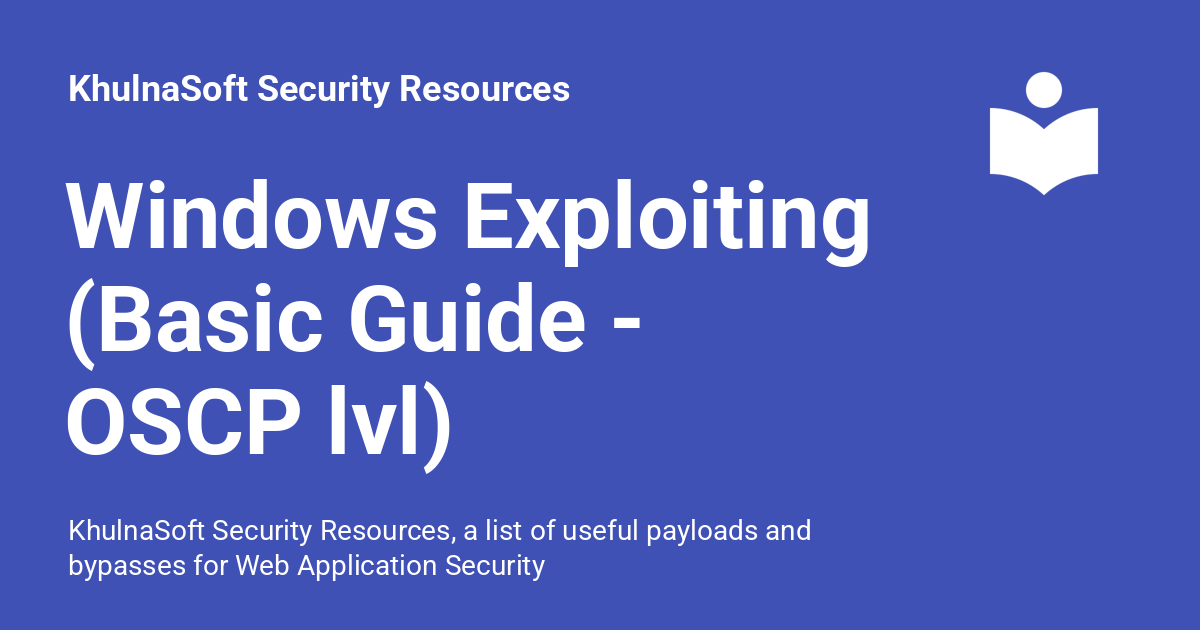 KhulnaSoft Security Resources
Windows Exploiting
(Basic Guide -
OSCP lvl)
KhulnaSoft Security Resources, a list of useful payloads and
bypasses for Web Application Security